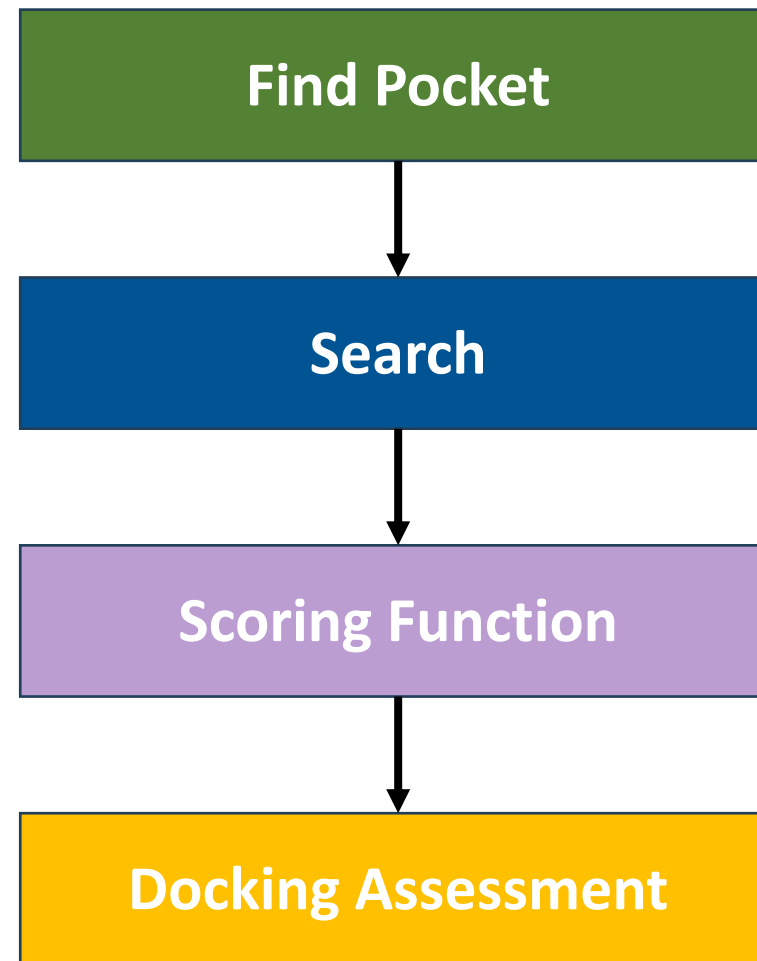 Find Pocket
Search
Scoring Function
Docking Assessment